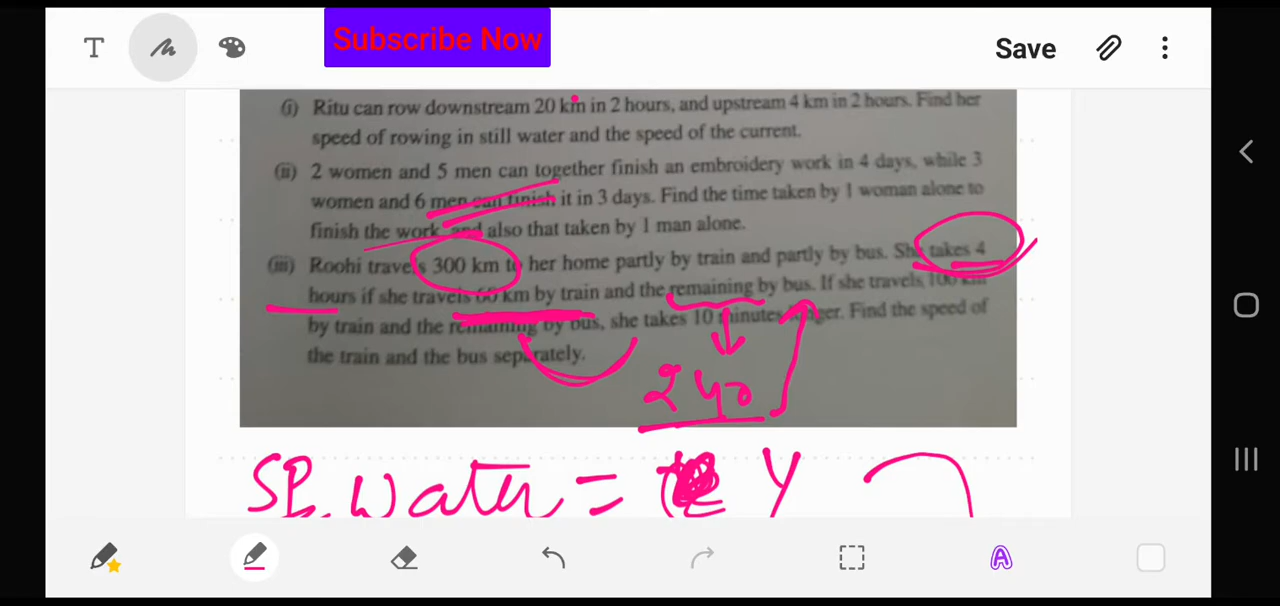 Subscribe Now
Save
T
(i) Ritu can row downstream 20 km in 2 hours, and upstream 4 km in 2 hours. Find her
speed of rowing in still water and the speed of the current.
(ii) 2 women and 5 men can together finish an embroidery work in 4 days, while 3
women and 6 men can finish it in 3 days. Find the time taken by 1 woman alone to
finish the work, and also that taken by 1 man alone.
(iii) Roohi travels 300 km to her home partly by train and partly by bus. She takes 4
hours if she travels 60 km by train and the remaining by bus. If she travels 100 km
by train and the remaining by bus, she takes 10 minutes longer. Find the speed of
the train and the bus separately.
240
SP. Water = Y
A